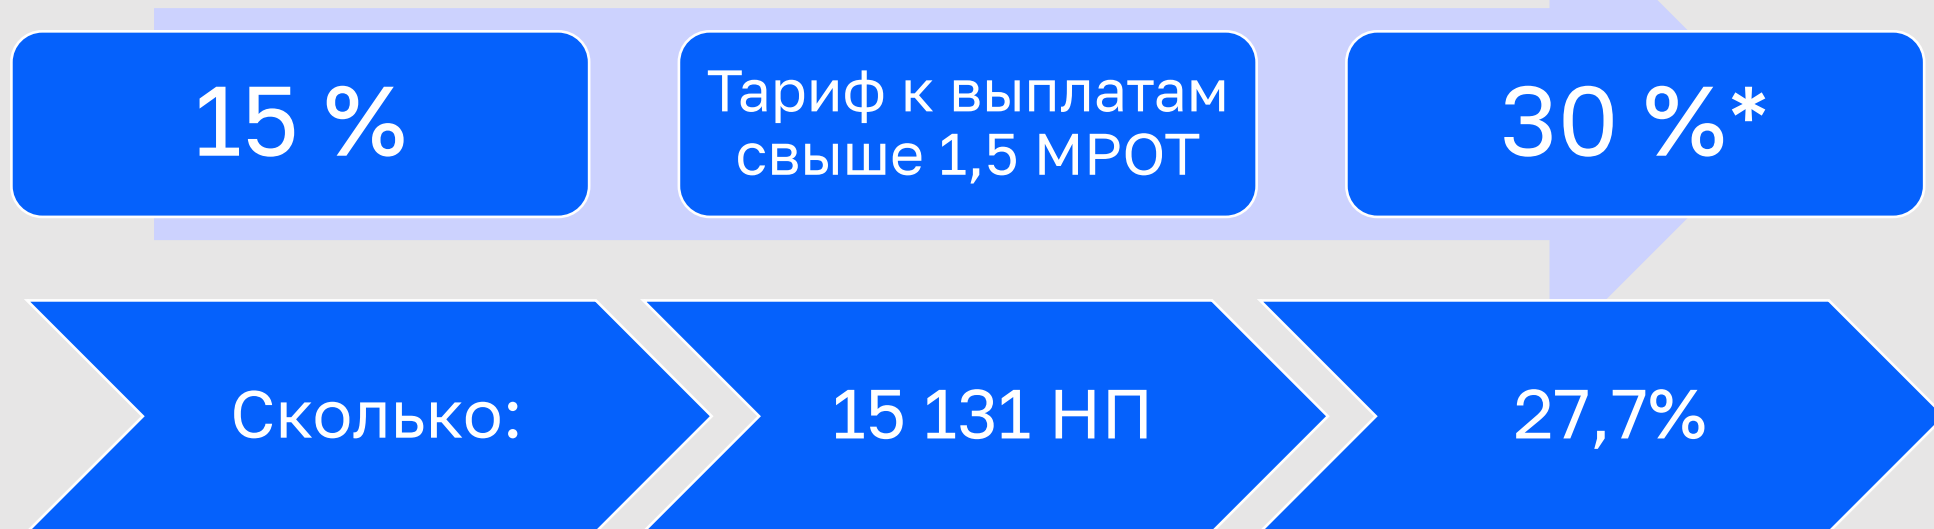 15 %
Тариф к выплатам
свыше 1,5 МРОТ
30 %*
Сколько:
15 131 НП
27,7%